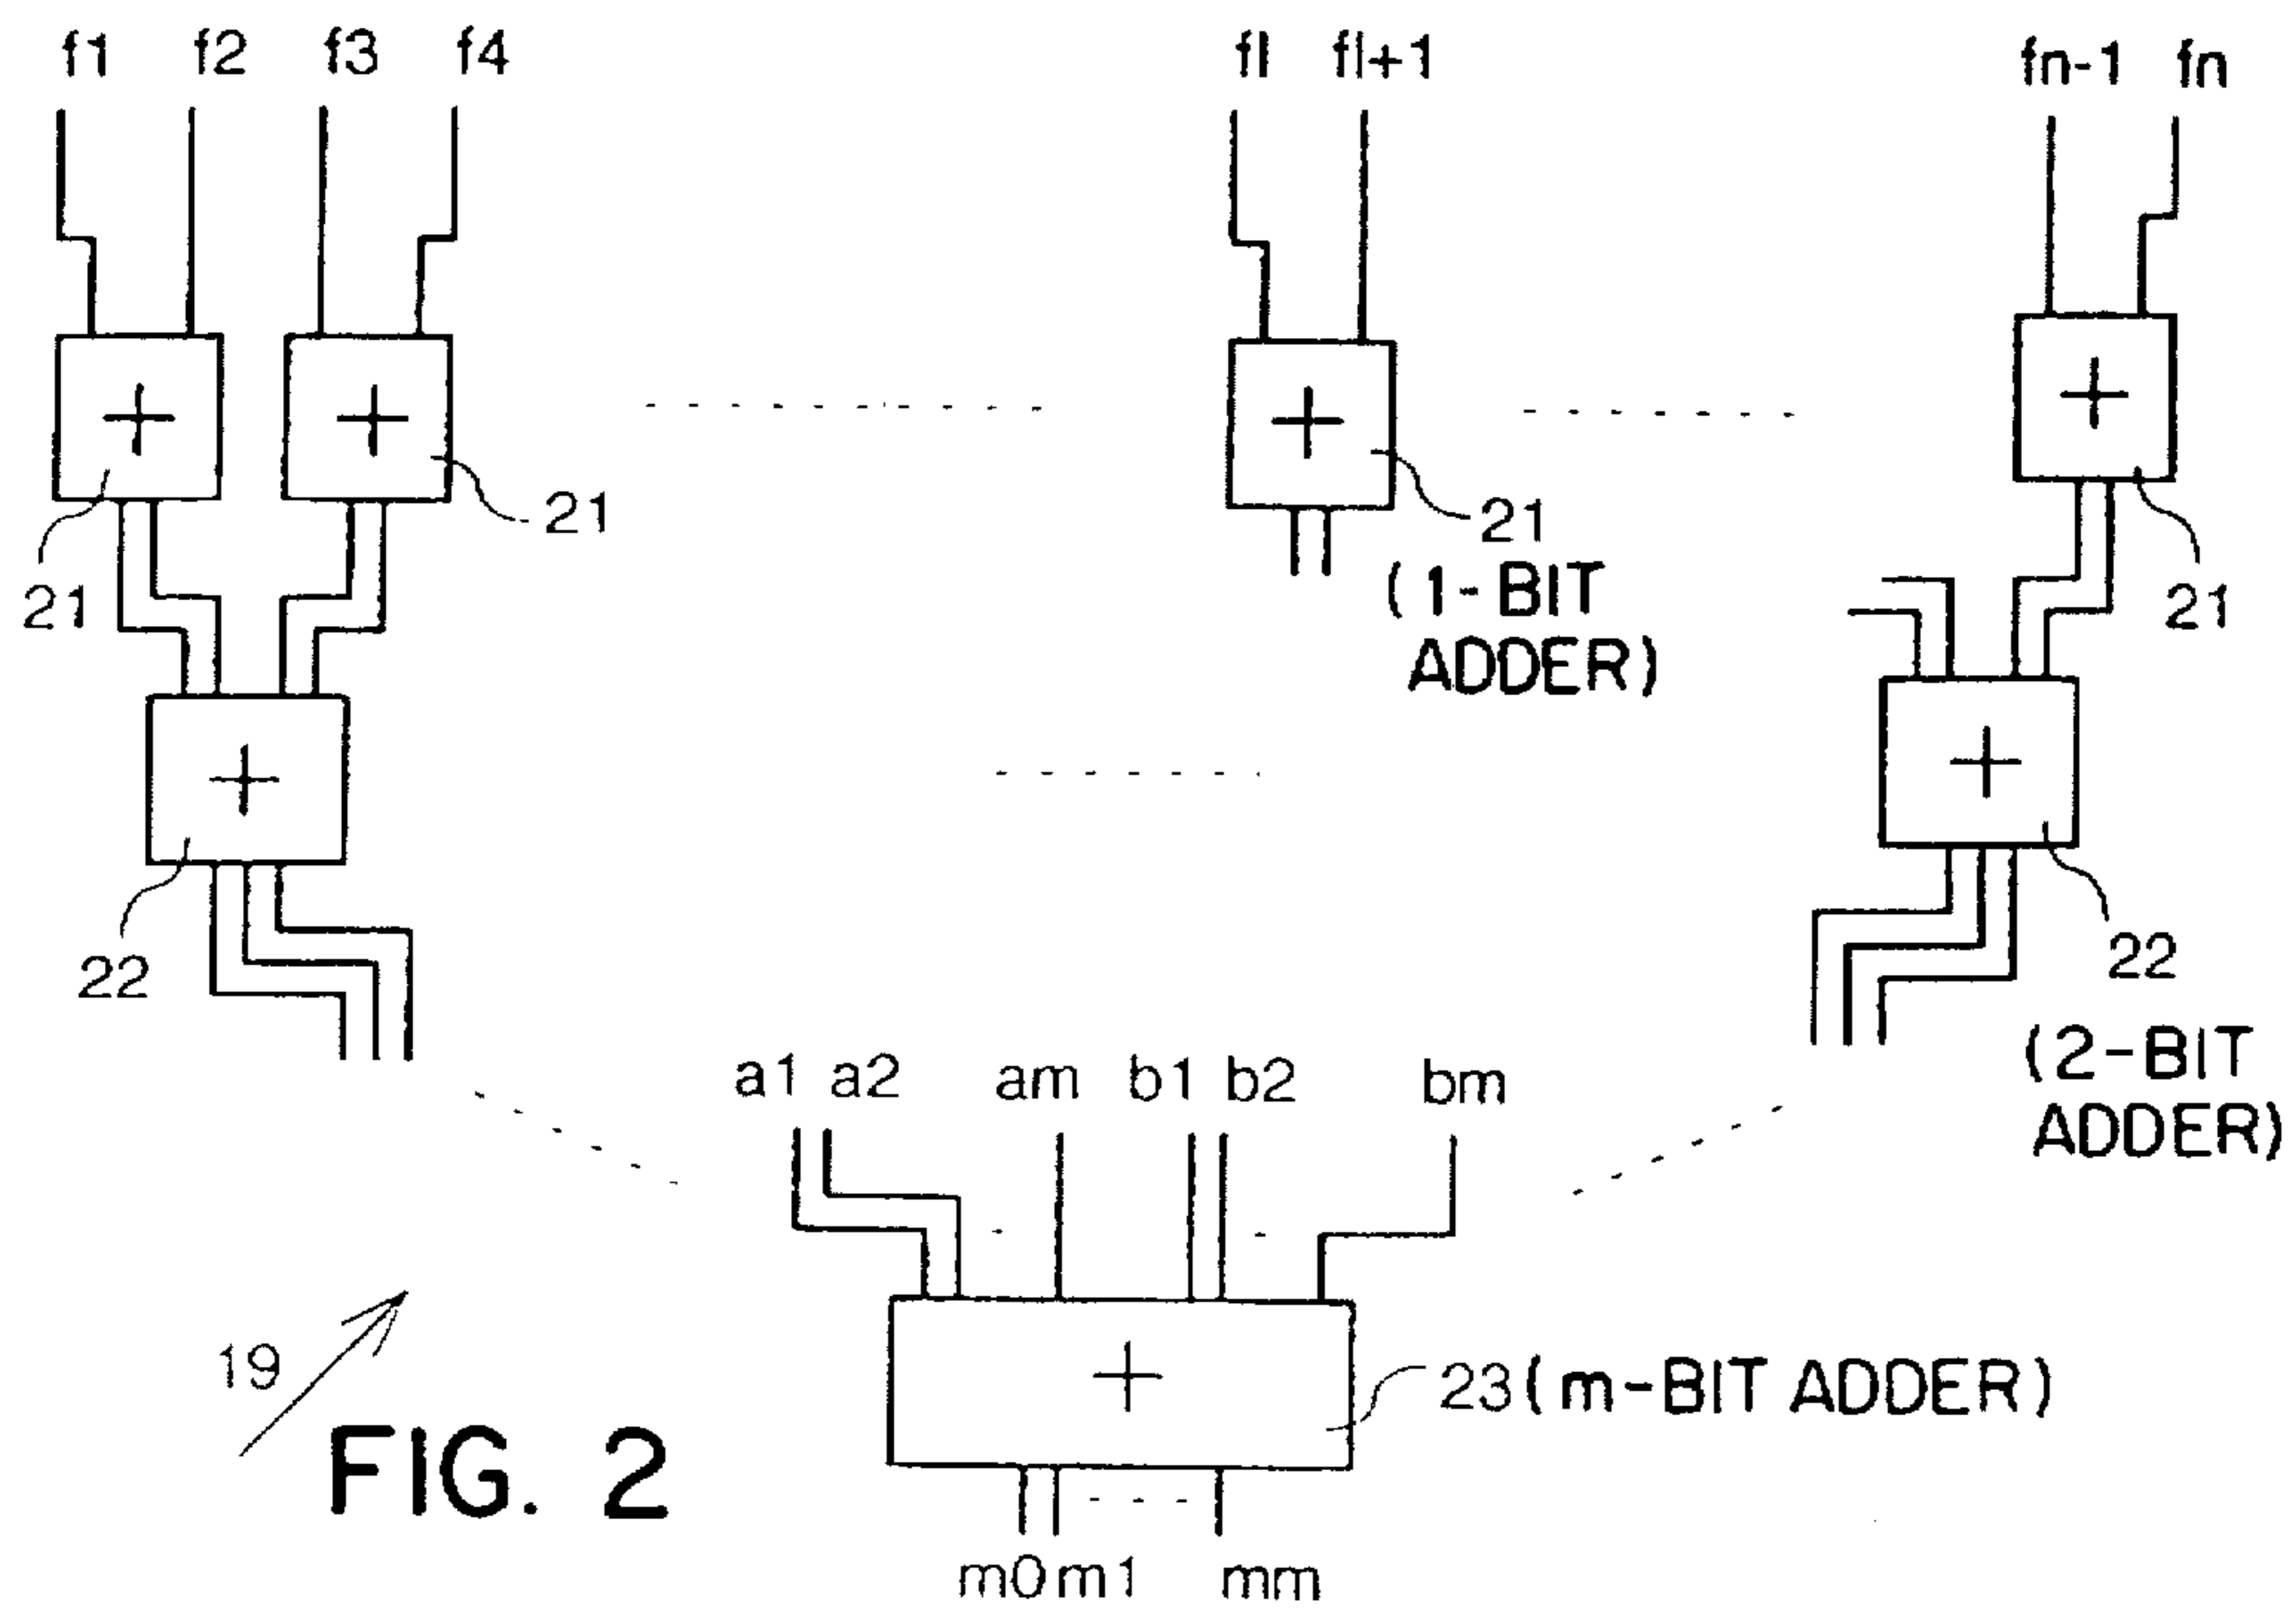 f1 f2 f3 f4 fl fl+1 fn-1 fn
21
21
21
(1-BIT
ADDER)
21
22
22
(2-BIT
ADDER)
a1 a2 am b1 b2 bm
19
23 (m-BIT ADDER)
FIG. 2
m0 m1 mm